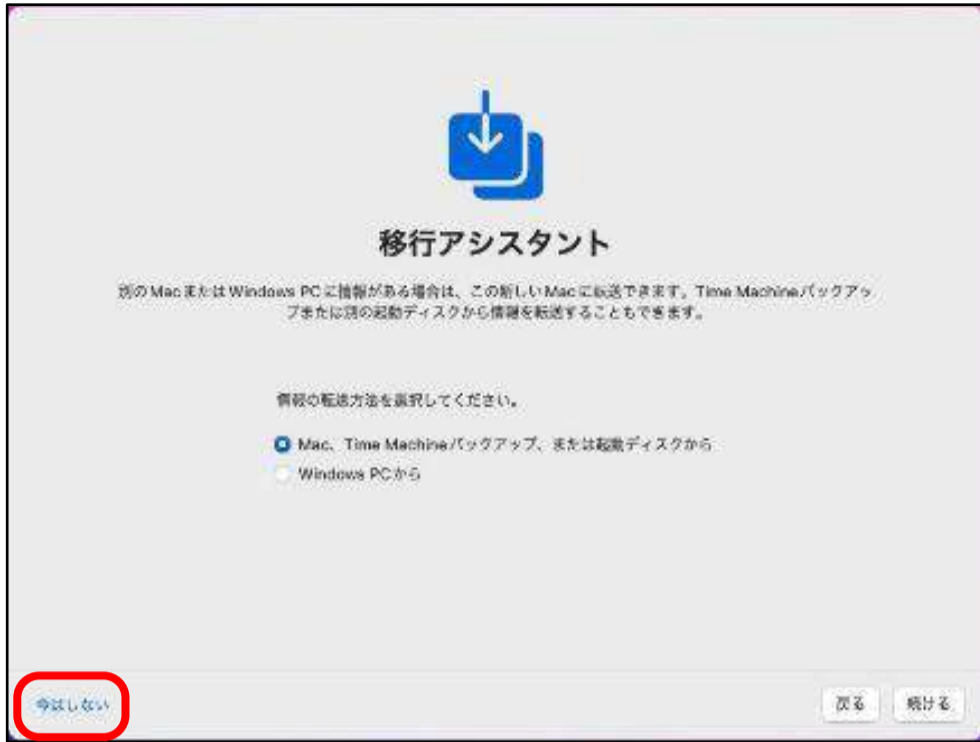 移行アシスタント
別のMacまたはWindows PCに情報がある場合は、この新しいMacに転送できます。Time Machineバックアッ
プまたは別の起動ディスクから情報を転送することもできます。
情報の転送方法を選択してください。
Mac、Time Machineバックアップ、または起動ディスクから
Windows PCから
今はしない
戻る
続ける